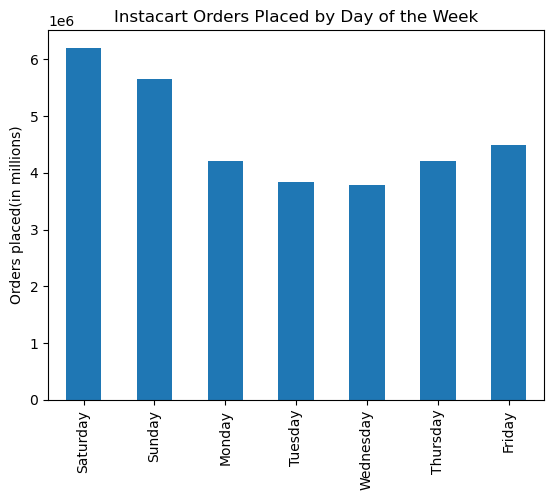 Instacart Orders Placed by Day of the Week
1e6
Orders placed(in millions)
6
5
4
3
2
1
0
Saturday
Sunday
Monday
Tuesday
Wednesday
Thursday
Friday